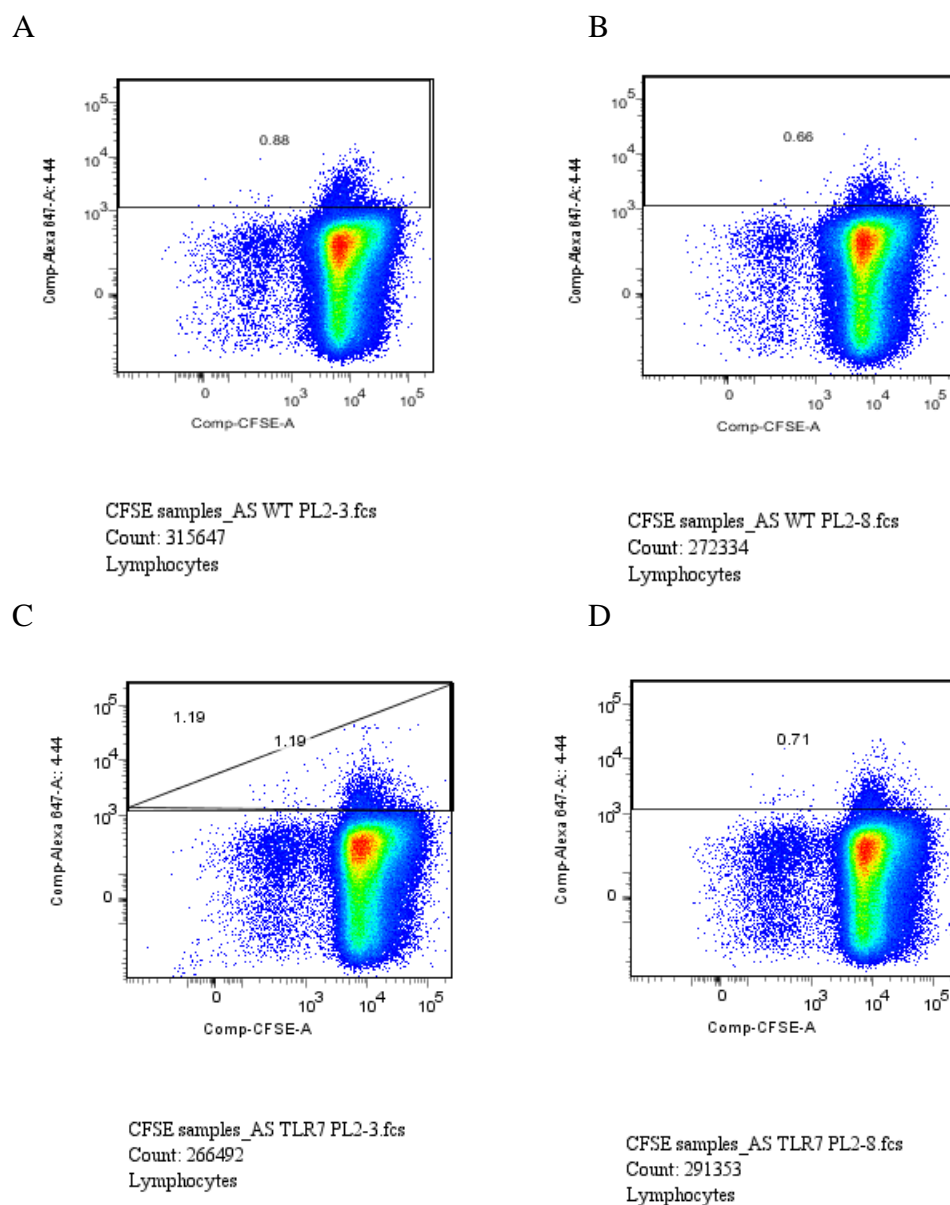 A
B
10^5
10^4
10^3
0
0.88
Comp-Alexa 647-A:: 4-44
0
10^3
10^4
10^5
Comp-CFSE-A
10^5
10^4
10^3
0
0.66
Comp-Alexa 647-A:: 4-44
0
10^3
10^4
10^5
Comp-CFSE-A
CFSE samples_AS WT PL2-3.fcs
Count: 315647
Lymphocytes
CFSE samples_AS WT PL2-8.fcs
Count: 272334
Lymphocytes
C
D
10^5
10^4
10^3
0
1.19
1.19
Comp-Alexa 647-A:: 4-44
0
10^3
10^4
10^5
Comp-CFSE-A
10^5
10^4
10^3
0
0.71
Comp-Alexa 647-A:: 4-44
0
10^3
10^4
10^5
Comp-CFSE-A
CFSE samples_AS TLR7 PL2-3.fcs
Count: 266492
Lymphocytes
CFSE samples_AS TLR7 PL2-8.fcs
Count: 291353
Lymphocytes